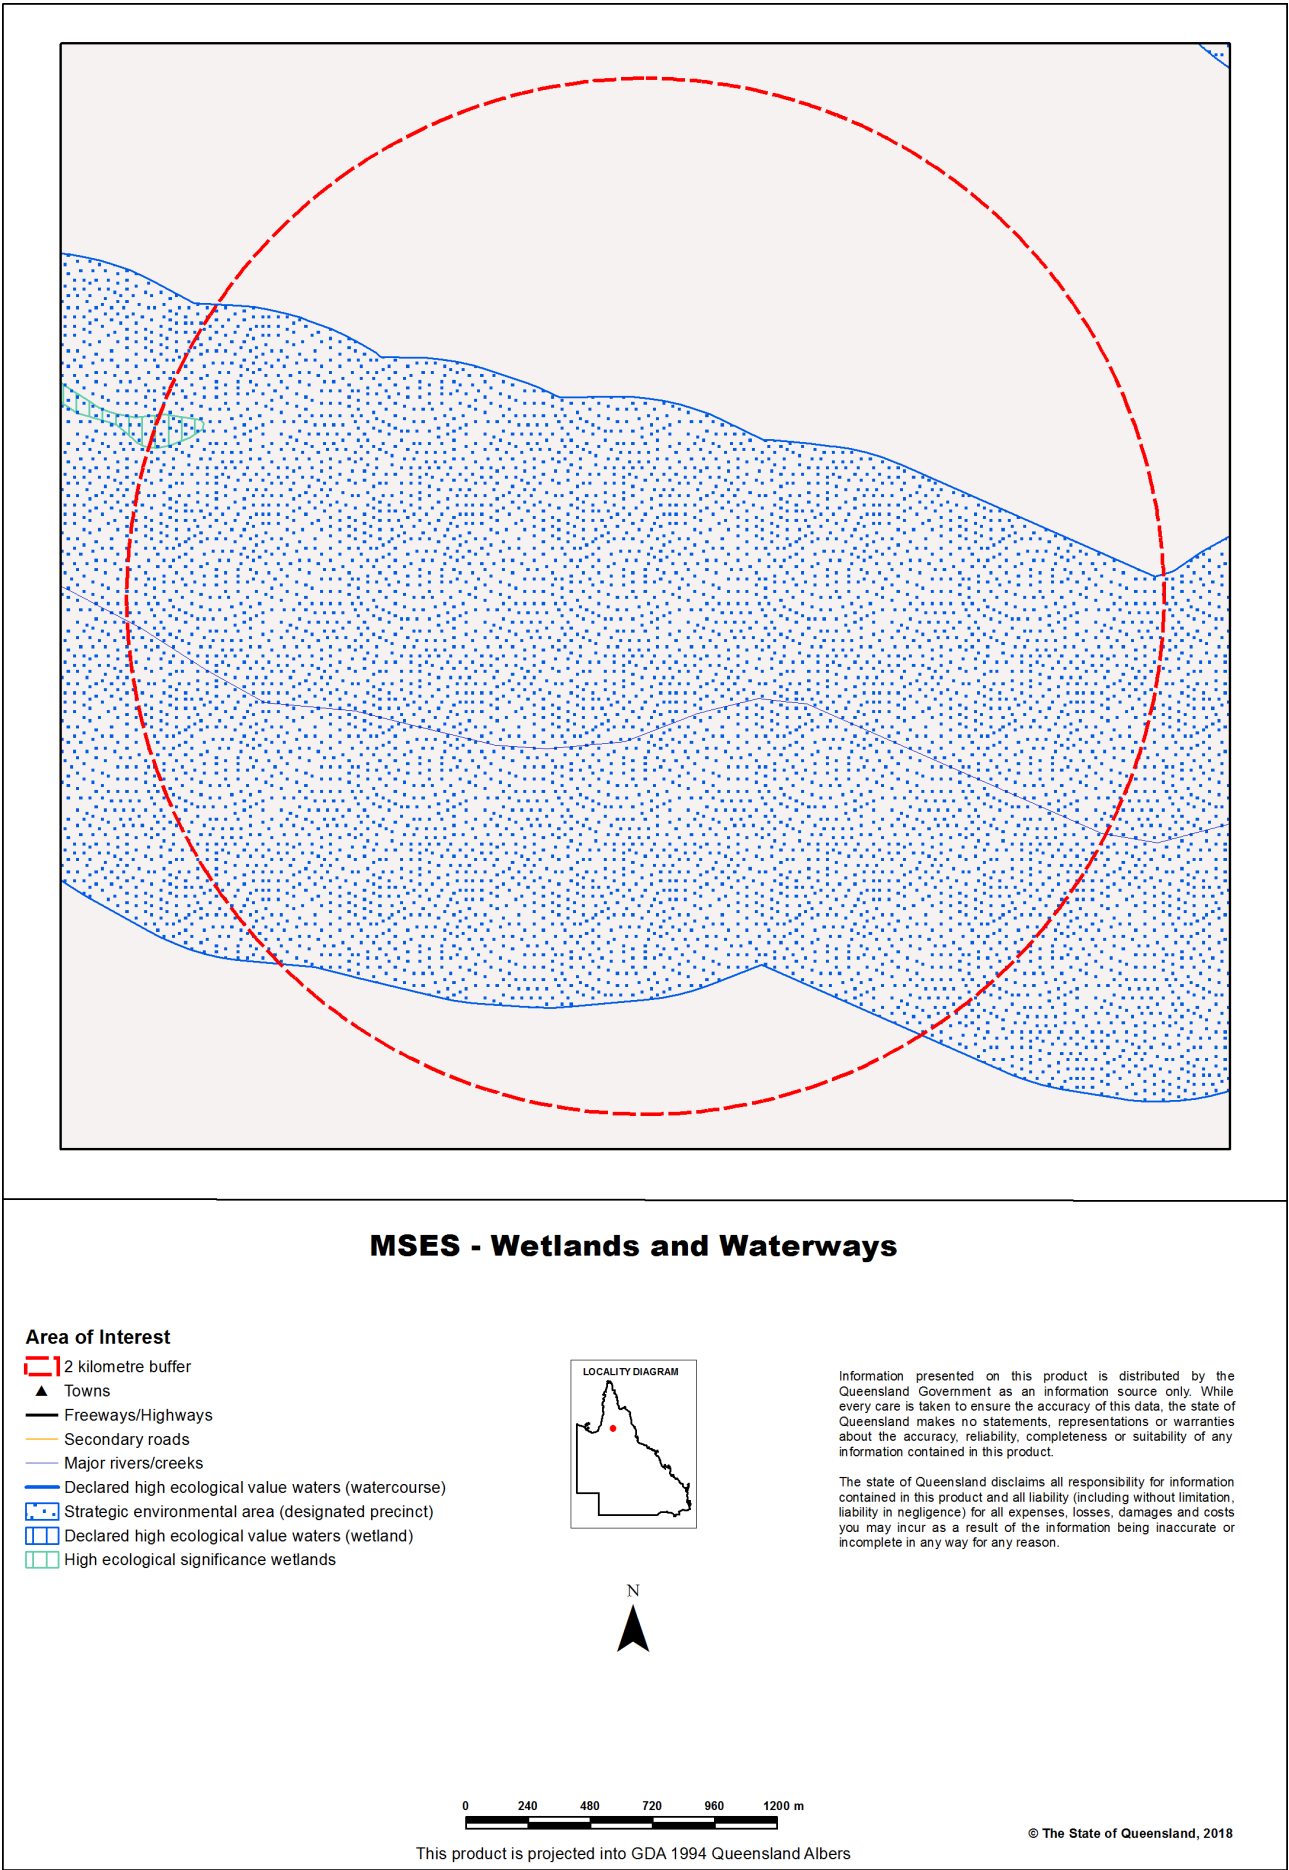 MSES - Wetlands and Waterways
Area of Interest
2 kilometre buffer
Towns
Freeways/Highways
Secondary roads
Major rivers/creeks
Declared high ecological value waters (watercourse)
Strategic environmental area (designated precinct)
Declared high ecological value waters (wetland)
High ecological significance wetlands
LOCALITY DIAGRAM
N
Information presented on this product is distributed by the
Queensland Government as an information source only. While
every care is taken to ensure the accuracy of this data, the state of
Queensland makes no statements, representations or warranties
about the accuracy, reliability, completeness or suitability of any
information contained in this product.
The state of Queensland disclaims all responsibility for information
contained in this product and all liability (including without limitation,
liability in negligence) for all expenses, losses, damages and costs
you may incur as a result of the information being inaccurate or
incomplete in any way for any reason.
0 240 480 720 960 1200 m
This product is projected into GDA 1994 Queensland Albers
© The State of Queensland, 2018